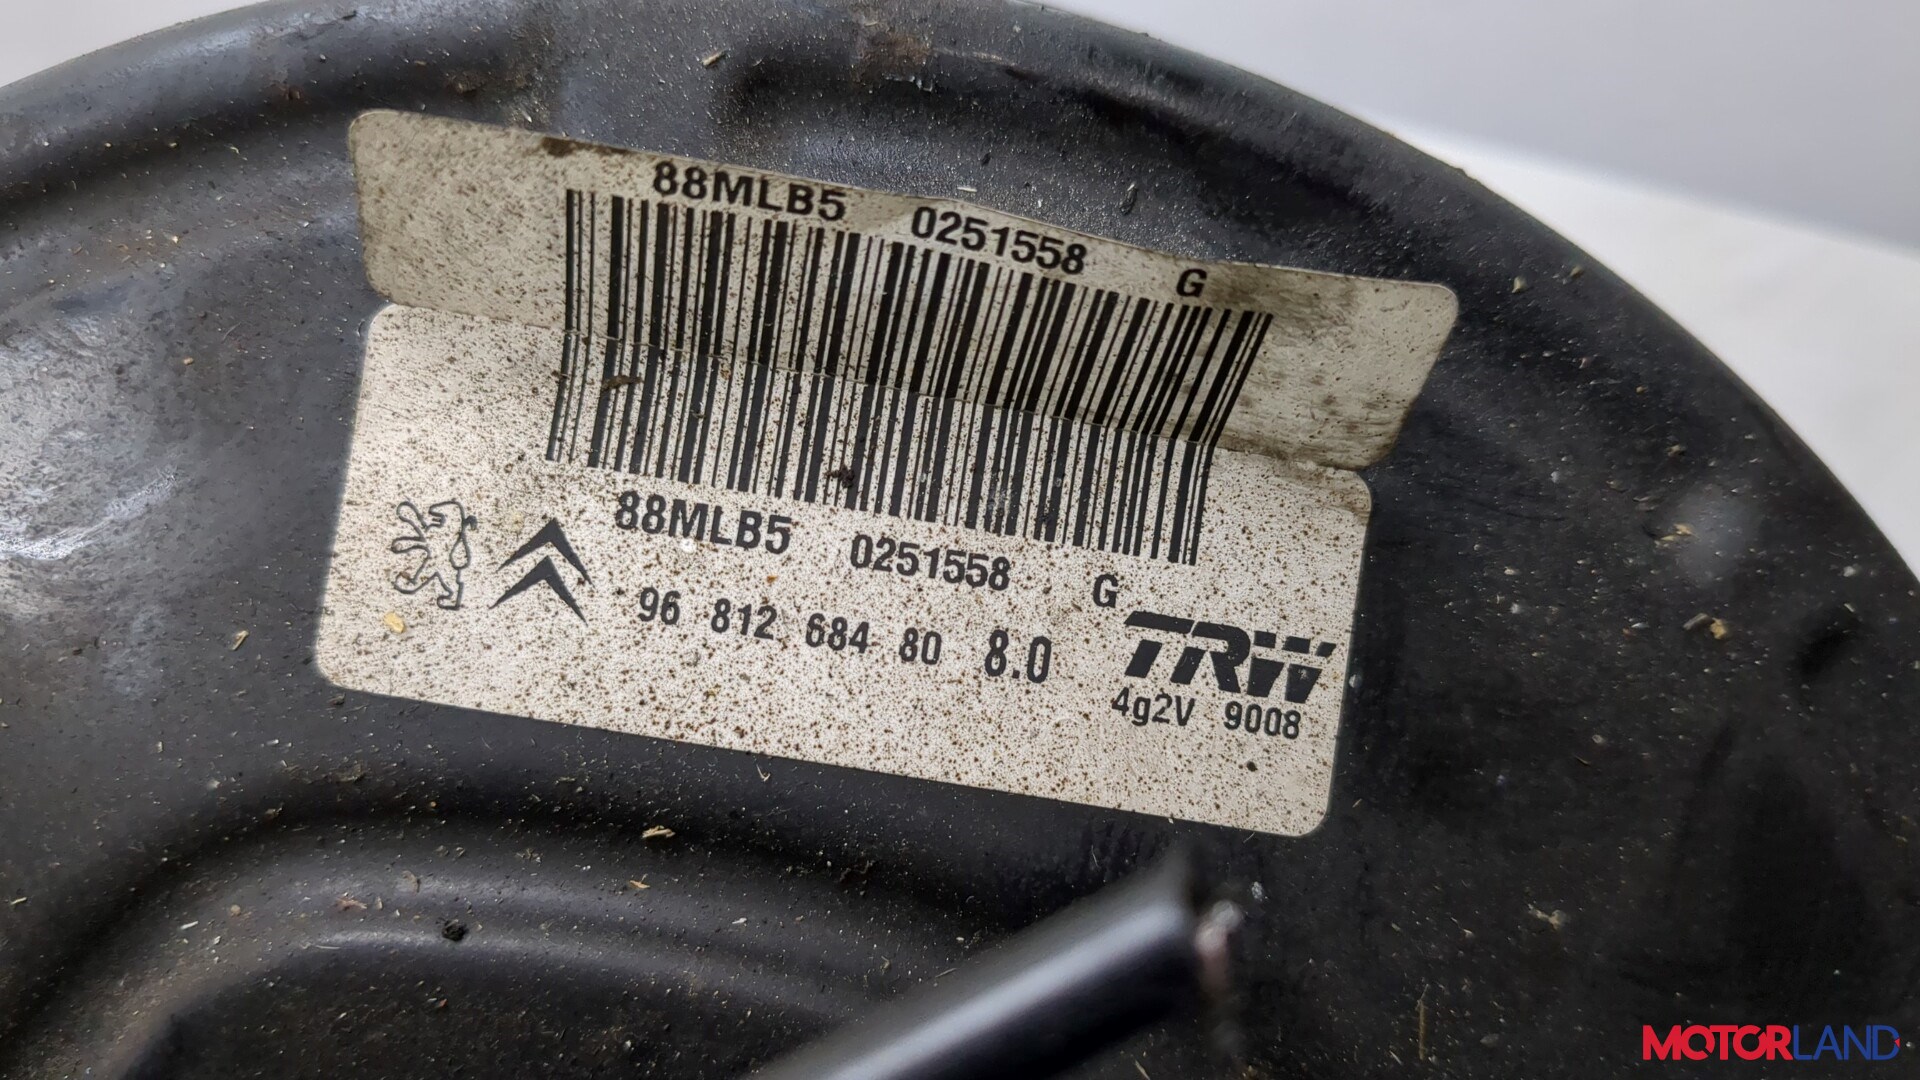 88MLB5 0251558 G
88MLB5 0251558 G
96 812 684 80 8.0
TRW
4g2V 9008
MOTORLAND